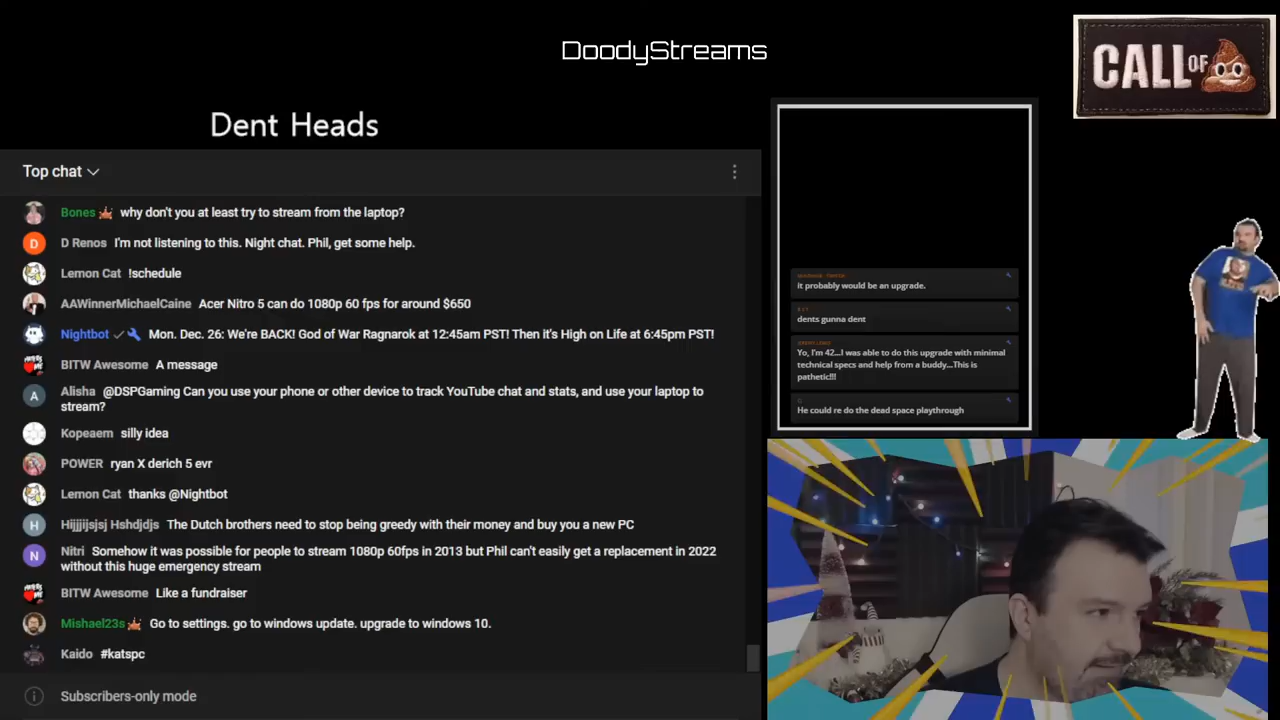 DoodyStreams
CALL OF
Dent Heads
Top chat
Bones why don't you at least try to stream from the laptop?
D Renos I'm not listening to this. Night chat. Phil, get some help.
Lemon Cat !schedule
AAWinnerMichaelCaine Acer Nitro 5 can do 1080p 60 fps for around $650
Nightbot Mon. Dec. 26: We're BACK! God of War Ragnarok at 12:45am PST! Then it's High on Life at 6:45pm PST!
BITW Awesome A message
Alisha @DSPGaming Can you use your phone or other device to track YouTube chat and stats, and use your laptop to
stream?
Kopeaem silly idea
POWER ryan X derich 5 evr
Lemon Cat thanks @Nightbot
Hijjjijsjsj Hshdjdjs The Dutch brothers need to stop being greedy with their money and buy you a new PC
Nitri Somehow it was possible for people to stream 1080p 60fps in 2013 but Phil can't easily get a replacement in 2022
without this huge emergency stream
BITW Awesome Like a fundraiser
Mishael23s Go to settings. go to windows update. upgrade to windows 10.
Kaido #katspc
Subscribers-only mode
it probably would be an upgrade.
dents gunna dent
Yo, I'm 42...I was able to do this upgrade with minimal
technical specs and help from a buddy...This is
pathetic!!!
He could re do the dead space playthrough